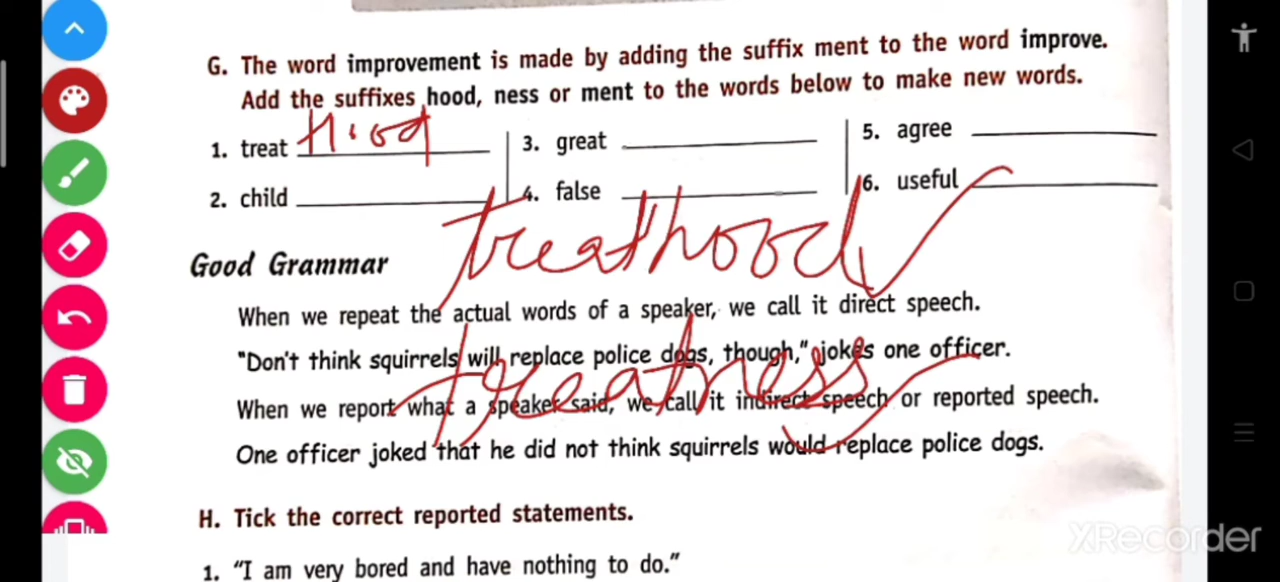 G. The word improvement is made by adding the suffix ment to the word improve.
Add the suffixes hood, ness or ment to the words below to make new words.
1. treat Hood
3. great
5. agree
2. child
4. false
6. useful
treathood
Good Grammar
When we repeat the actual words of a speaker, we call it direct speech.
"Don't think squirrels will replace police dogs, though," jokes one officer.
treatness
When we report what a speaker said, we call it indirect speech or reported speech.
One officer joked that he did not think squirrels would replace police dogs.
H. Tick the correct reported statements.
1. "I am very bored and have nothing to do."
XRecorder